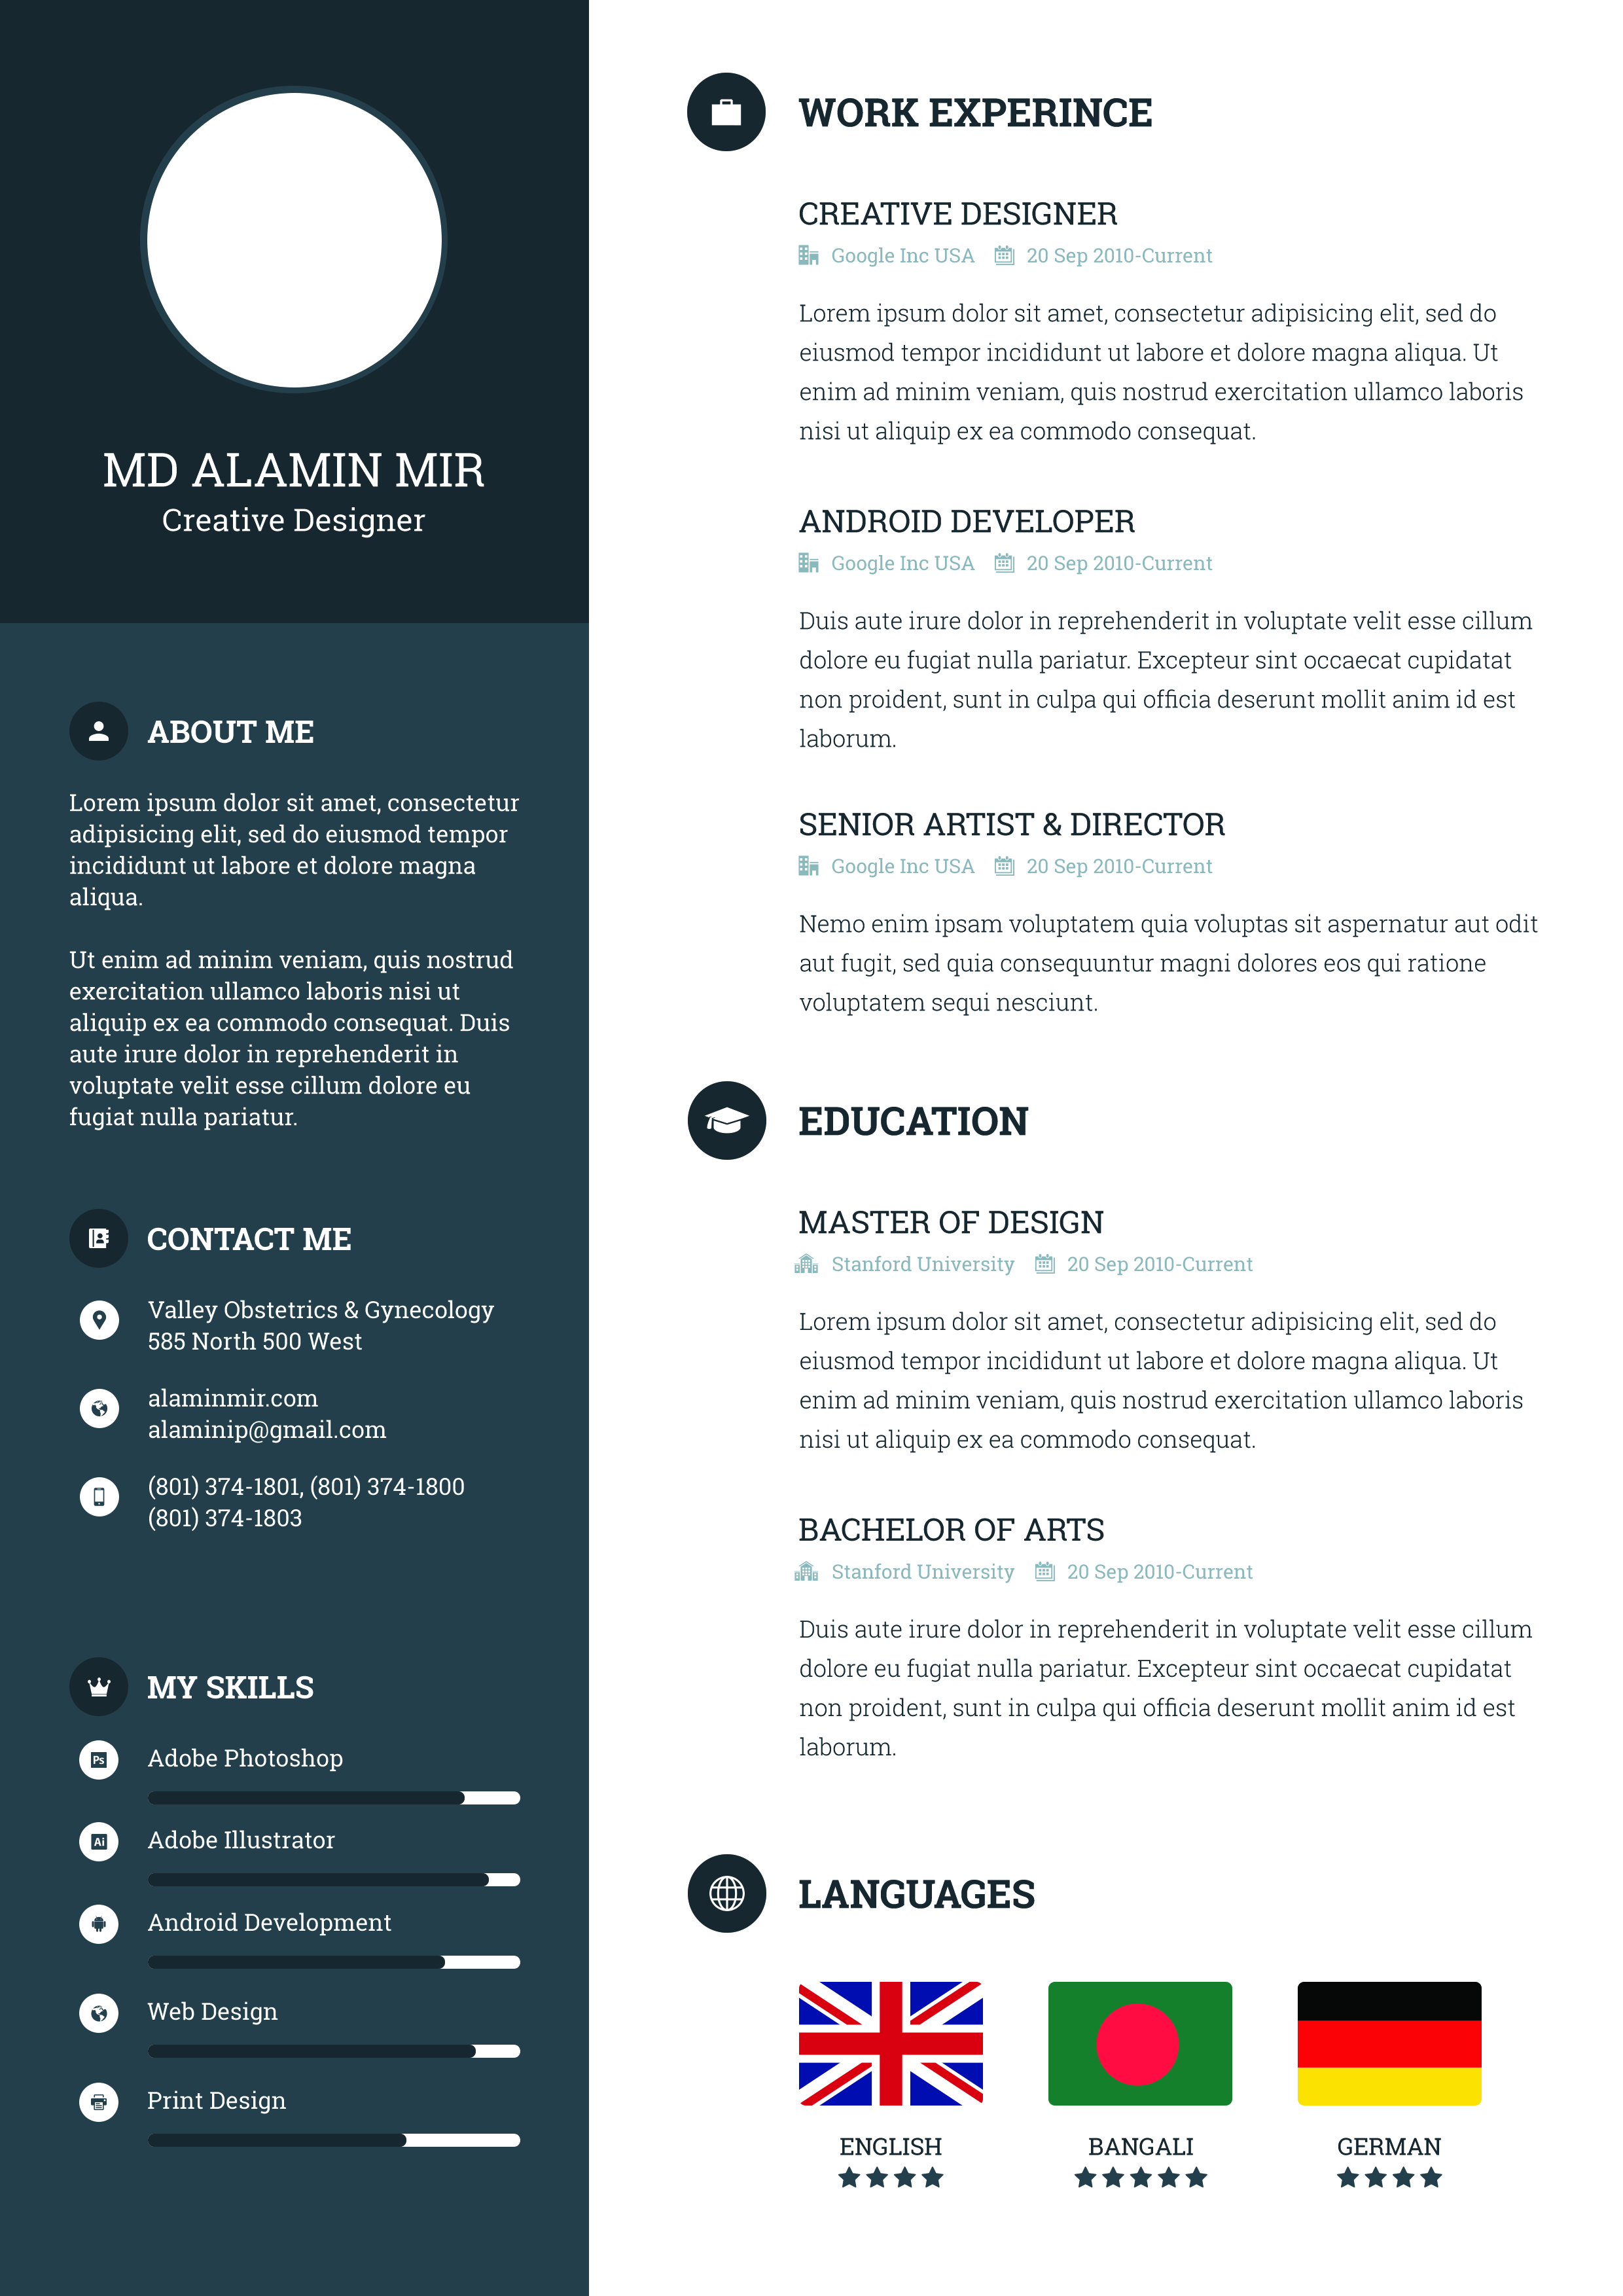 MD ALAMIN MIR
Creative Designer
ABOUT ME
Lorem ipsum dolor sit amet, consectetur
adipisicing elit, sed do eiusmod tempor
incididunt ut labore et dolore magna
aliqua.
Ut enim ad minim veniam, quis nostrud
exercitation ullamco laboris nisi ut
aliquip ex ea commodo consequat. Duis
aute irure dolor in reprehenderit in
voluptate velit esse cillum dolore eu
fugiat nulla pariatur.
CONTACT ME
Valley Obstetrics & Gynecology
585 North 500 West
alaminmir.com
alaminip@gmail.com
(801) 374-1801, (801) 374-1800
(801) 374-1803
MY SKILLS
Ps Adobe Photoshop
Ai Adobe Illustrator
Android Development
Web Design
Print Design
WORK EXPERINCE
CREATIVE DESIGNER
Google Inc USA 20 Sep 2010-Current
Lorem ipsum dolor sit amet, consectetur adipisicing elit, sed do
eiusmod tempor incididunt ut labore et dolore magna aliqua. Ut
enim ad minim veniam, quis nostrud exercitation ullamco laboris
nisi ut aliquip ex ea commodo consequat.
ANDROID DEVELOPER
Google Inc USA 20 Sep 2010-Current
Duis aute irure dolor in reprehenderit in voluptate velit esse cillum
dolore eu fugiat nulla pariatur. Excepteur sint occaecat cupidatat
non proident, sunt in culpa qui officia deserunt mollit anim id est
laborum.
SENIOR ARTIST & DIRECTOR
Google Inc USA 20 Sep 2010-Current
Nemo enim ipsam voluptatem quia voluptas sit aspernatur aut odit
aut fugit, sed quia consequuntur magni dolores eos qui ratione
voluptatem sequi nesciunt.
EDUCATION
MASTER OF DESIGN
Stanford University 20 Sep 2010-Current
Lorem ipsum dolor sit amet, consectetur adipisicing elit, sed do
eiusmod tempor incididunt ut labore et dolore magna aliqua. Ut
enim ad minim veniam, quis nostrud exercitation ullamco laboris
nisi ut aliquip ex ea commodo consequat.
BACHELOR OF ARTS
Stanford University 20 Sep 2010-Current
Duis aute irure dolor in reprehenderit in voluptate velit esse cillum
dolore eu fugiat nulla pariatur. Excepteur sint occaecat cupidatat
non proident, sunt in culpa qui officia deserunt mollit anim id est
laborum.
LANGUAGES
ENGLISH BANGALI GERMAN